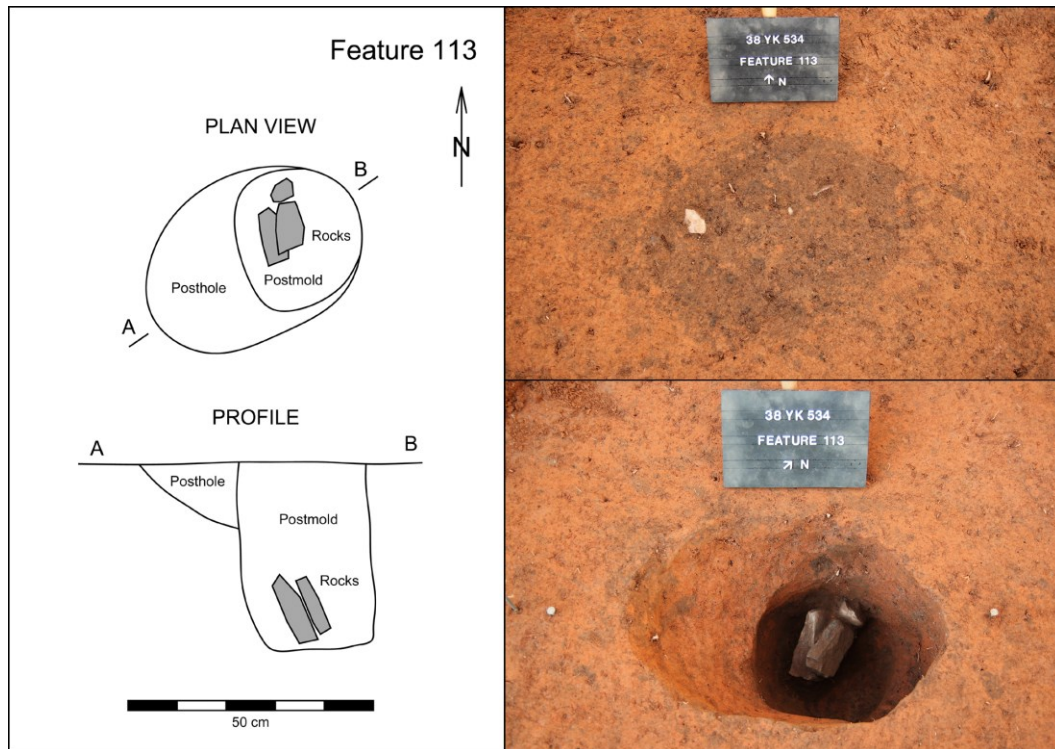 Feature 113
N
PLAN VIEW
B
Rocks
Postmold
Posthole
A
PROFILE
A
B
Posthole
Postmold
Rocks
50 cm
38 YK 534
FEATURE 113
↑ N
38 YK 534
FEATURE 113
↗ N